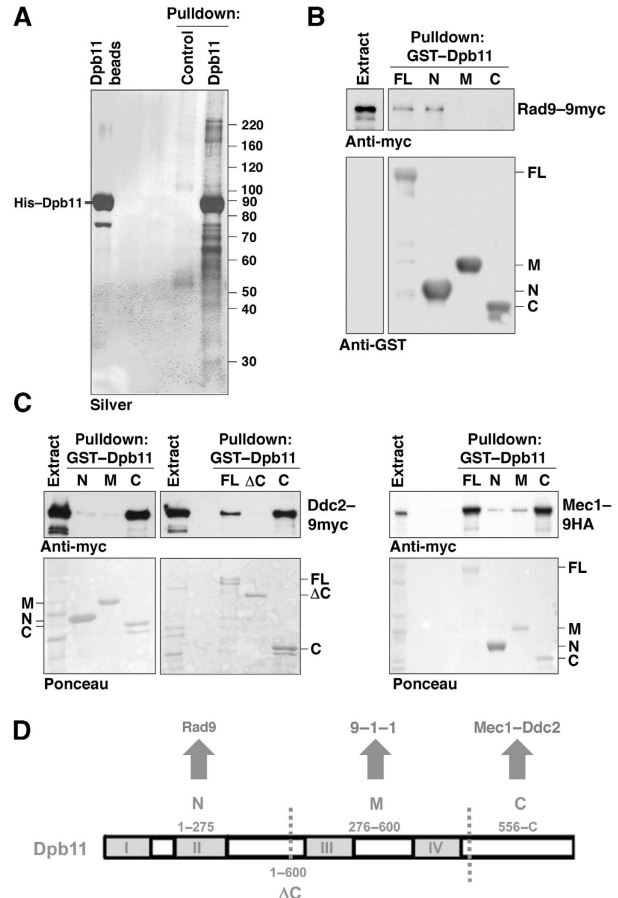 A
Pulldown:
Dpb11
beads
Control
Dpb11
220
160
120
100
His–Dpb11
90
80
70
60
50
40
30
Silver
B
Pulldown:
GST–Dpb11
Extract
FL N M C
Rad9–9myc
Anti-myc
FL
M
N
C
Anti-GST
C
Extract
Pulldown:
GST–Dpb11
N M C
Extract
Pulldown:
GST–Dpb11
FL ΔC C
Ddc2–
9myc
Anti-myc
FL
ΔC
M
N
C
C
Ponceau
Extract
Pulldown:
GST–Dpb11
FL N M C
Mec1–
9HA
Anti-myc
FL
M
N
C
Ponceau
D
Rad9 9–1–1 Mec1–Ddc2
N M C
1–275 276–600 556–C
Dpb11 I II III IV
1–600
ΔC